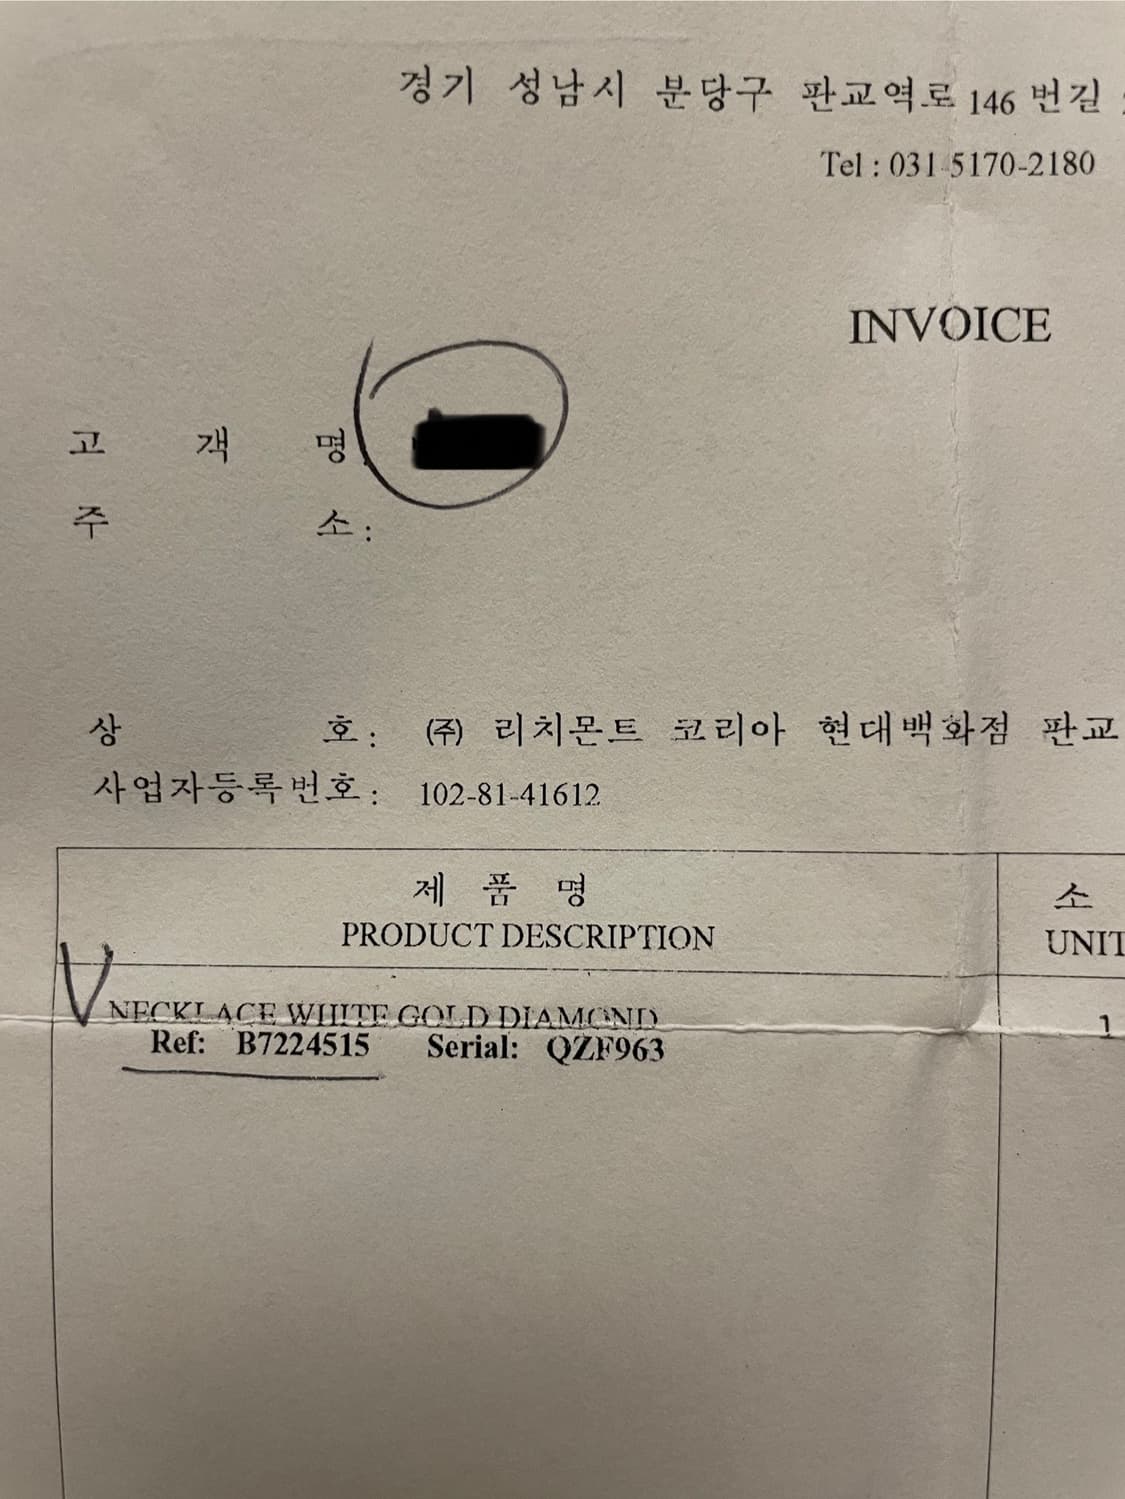 경기 성남시 분당구 판교역로 146 번길
Tel : 031 5170-2180
INVOICE
고 객 명:
주 소:
상 호: (주) 리치몬트 코리아 현대백화점 판교
사업자등록번호: 102-81-41612
제 품 명
소
PRODUCT DESCRIPTION
UNIT
NECKLACE WHITE GOLD DIAMOND
1
Ref: B7224515 Serial: QZF963